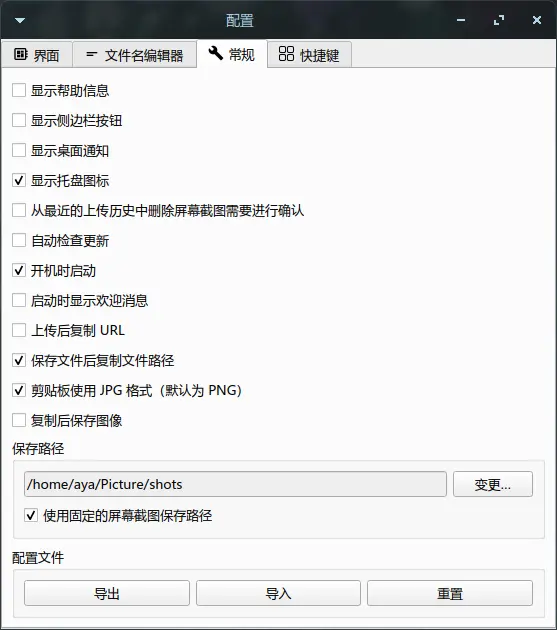 配置
界面 文件名编辑器 常规 快捷键
显示帮助信息
显示侧边栏按钮
显示桌面通知
显示托盘图标
从最近的上传历史中删除屏幕截图需要进行确认
自动检查更新
开机时启动
启动时显示欢迎消息
上传后复制 URL
保存文件后复制文件路径
剪贴板使用 JPG 格式（默认为 PNG）
复制后保存图像
保存路径
/home/aya/Picture/shots 变更...
使用固定的屏幕截图保存路径
配置文件
导出 导入 重置